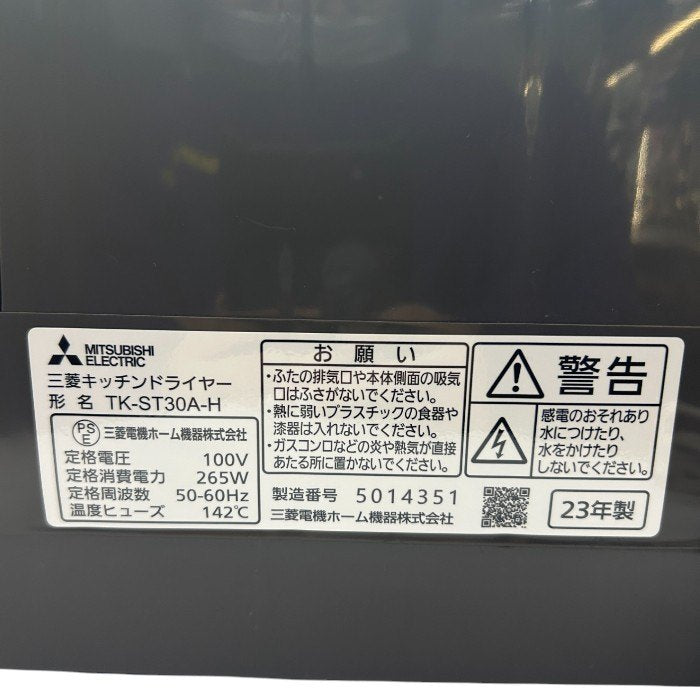 MITSUBISHI
ELECTRIC
三菱キッチンドライヤー
形 名 TK-ST30A-H
PS
E
三菱電機ホーム機器株式会社
定格電圧 100V
定格消費電力 265W
定格周波数 50-60Hz
温度ヒューズ 142℃
お願い
・ふたの排気口や本体側面の吸気
口はふさがないでください。
・熱に弱いプラスチックの食器や
漆器は入れないでください。
・ガスコンロなどの炎や熱気が直接
あたる所に置かないでください。
製造番号 5014351
三菱電機ホーム機器株式会社
警告
感電のおそれあり
水につけたり、
水をかけたり
しないでください。
23年製